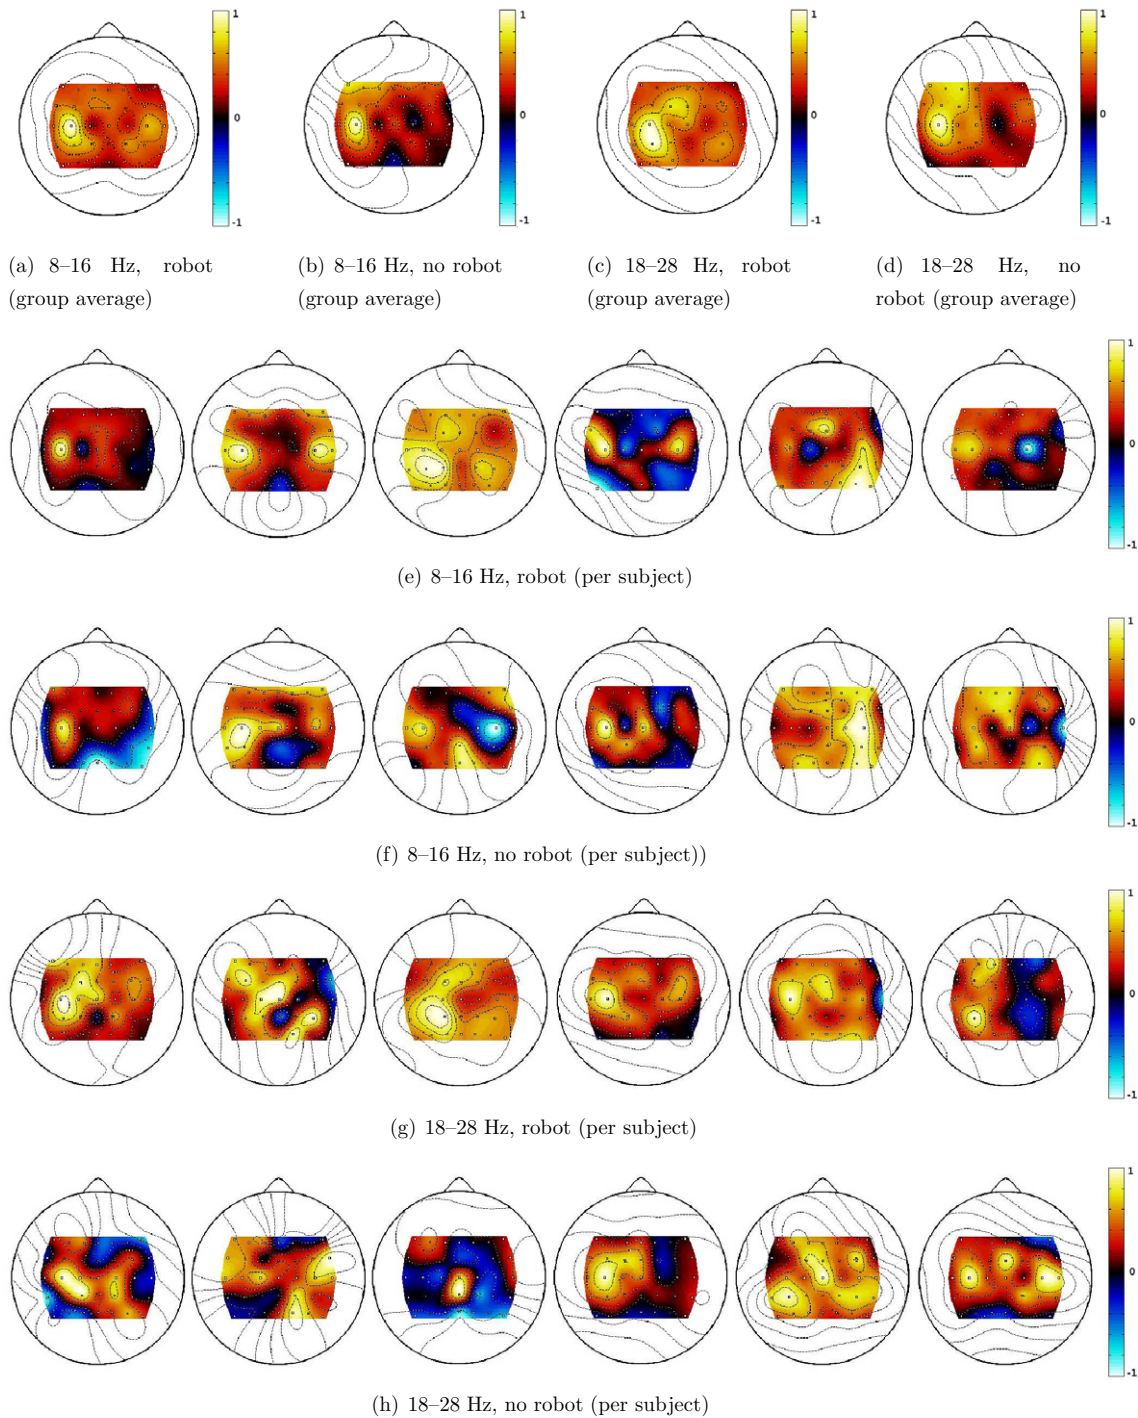 1
0
-1
1
0
-1
1
0
-1
1
0
-1
(a) 8–16 Hz, robot
(group average)
(b) 8–16 Hz, no robot
(group average)
(c) 18–28 Hz, robot
(group average)
(d) 18–28 Hz, no
robot (group average)
1
0
-1
(e) 8–16 Hz, robot (per subject)
1
0
-1
(f) 8–16 Hz, no robot (per subject))
1
0
-1
(g) 18–28 Hz, robot (per subject)
1
0
-1
(h) 18–28 Hz, no robot (per subject)